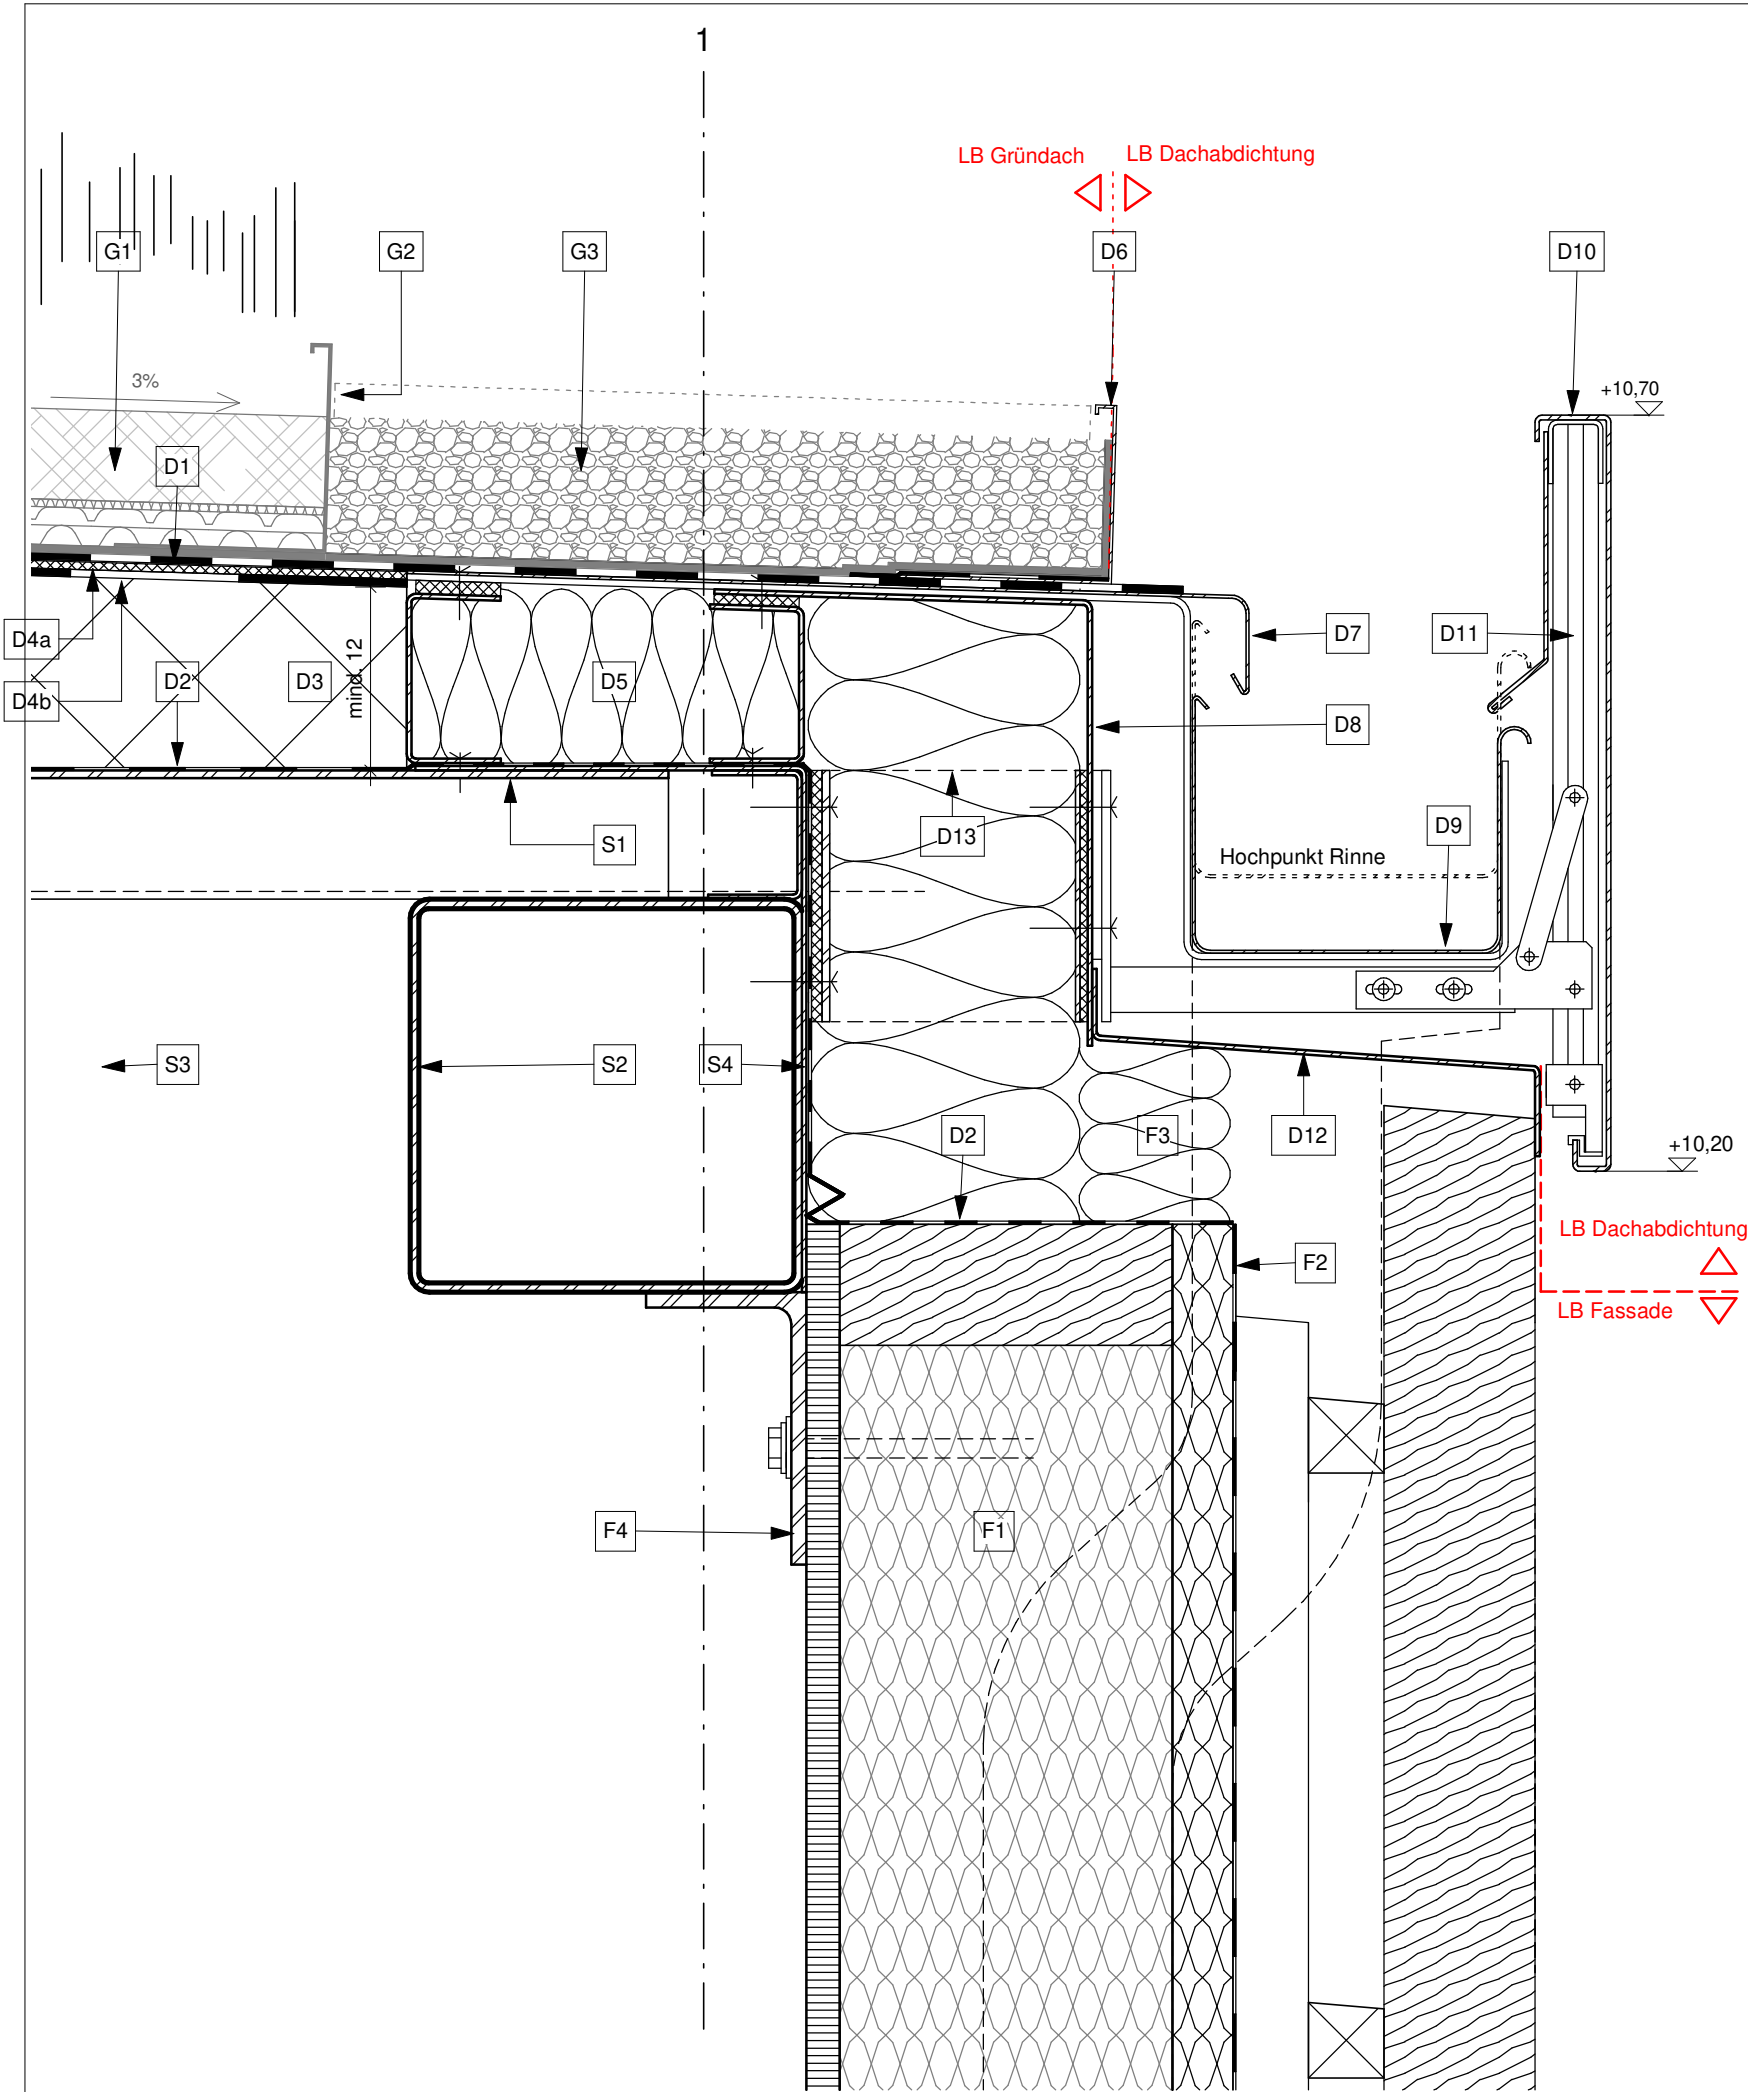 1
LB Gründach
LB Dachabdichtung
G1
G2
G3
D6
D10
3%
+10,70
D1
D4a
D4b
D2
D3
mind. 12
D5
D7
D11
D8
S1
D13
D9
Hochpunkt Rinne
S3
S2
S4
D2
F3
D12
+10,20
LB Dachabdichtung
F2
LB Fassade
F4
F1